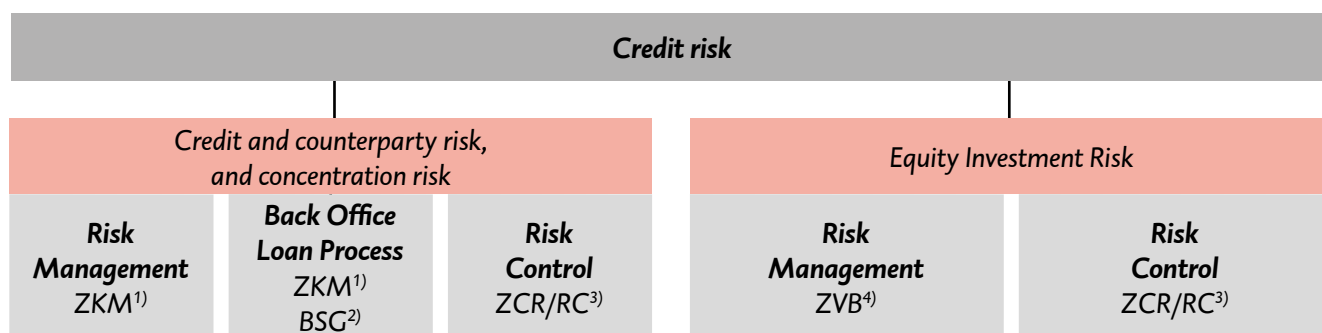 Credit risk
Credit and counterparty risk,
and concentration risk
Equity Investment Risk
Risk
Management
ZKM1)
Back Office
Loan Process
ZKM1)
BSG2)
Risk
Control
ZCR/RC3)
Risk
Management
ZVB4)
Risk
Control
ZCR/RC3)